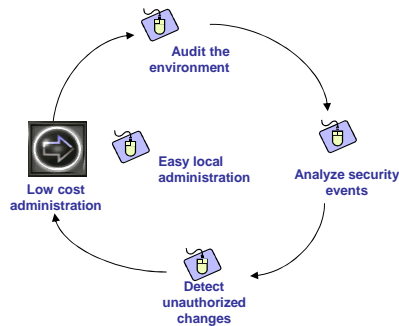 Audit the
environment
Easy local
administration
Analyze security
events
Low cost
administration
Detect
unauthorized
changes